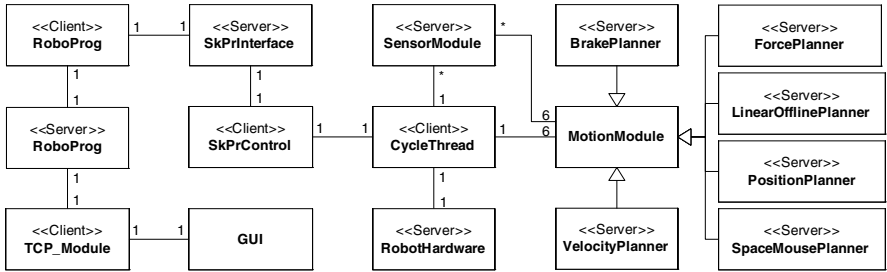 <<Client>>
RoboProg
1
1
<<Server>>
SkPrInterface
<<Server>>
SensorModule
*
<<Server>>
BrakePlanner
<<Server>>
ForcePlanner
1
1
1
1
*
1
<<Server>>
LinearOfflinePlanner
<<Server>>
RoboProg
<<Client>>
SkPrControl
1
1
<<Client>>
CycleThread
1
6
6
MotionModule
<<Server>>
PositionPlanner
1
1
1
1
<<Client>>
TCP_Module
1
1
GUI
<<Server>>
RobotHardware
<<Server>>
VelocityPlanner
<<Server>>
SpaceMousePlanner